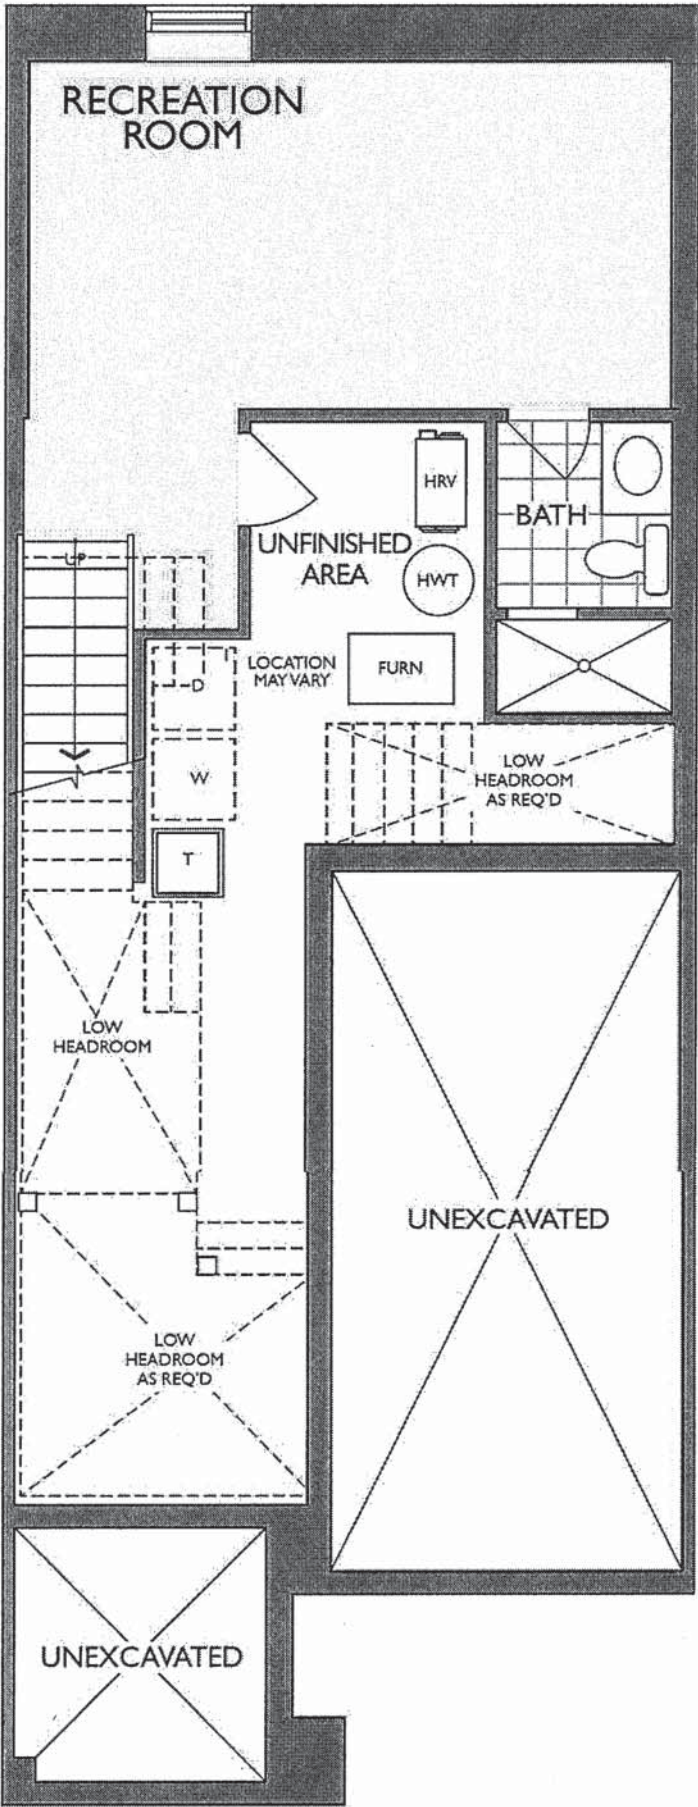 RECREATION
ROOM
HRV
BATH
UNFINISHED
AREA
HWT
UP
LOCATION
MAY VARY
FURN
D
W
LOW
HEADROOM
AS REQ'D
T
LOW
HEADROOM
UNEXCAVATED
LOW
HEADROOM
AS REQ'D
UNEXCAVATED